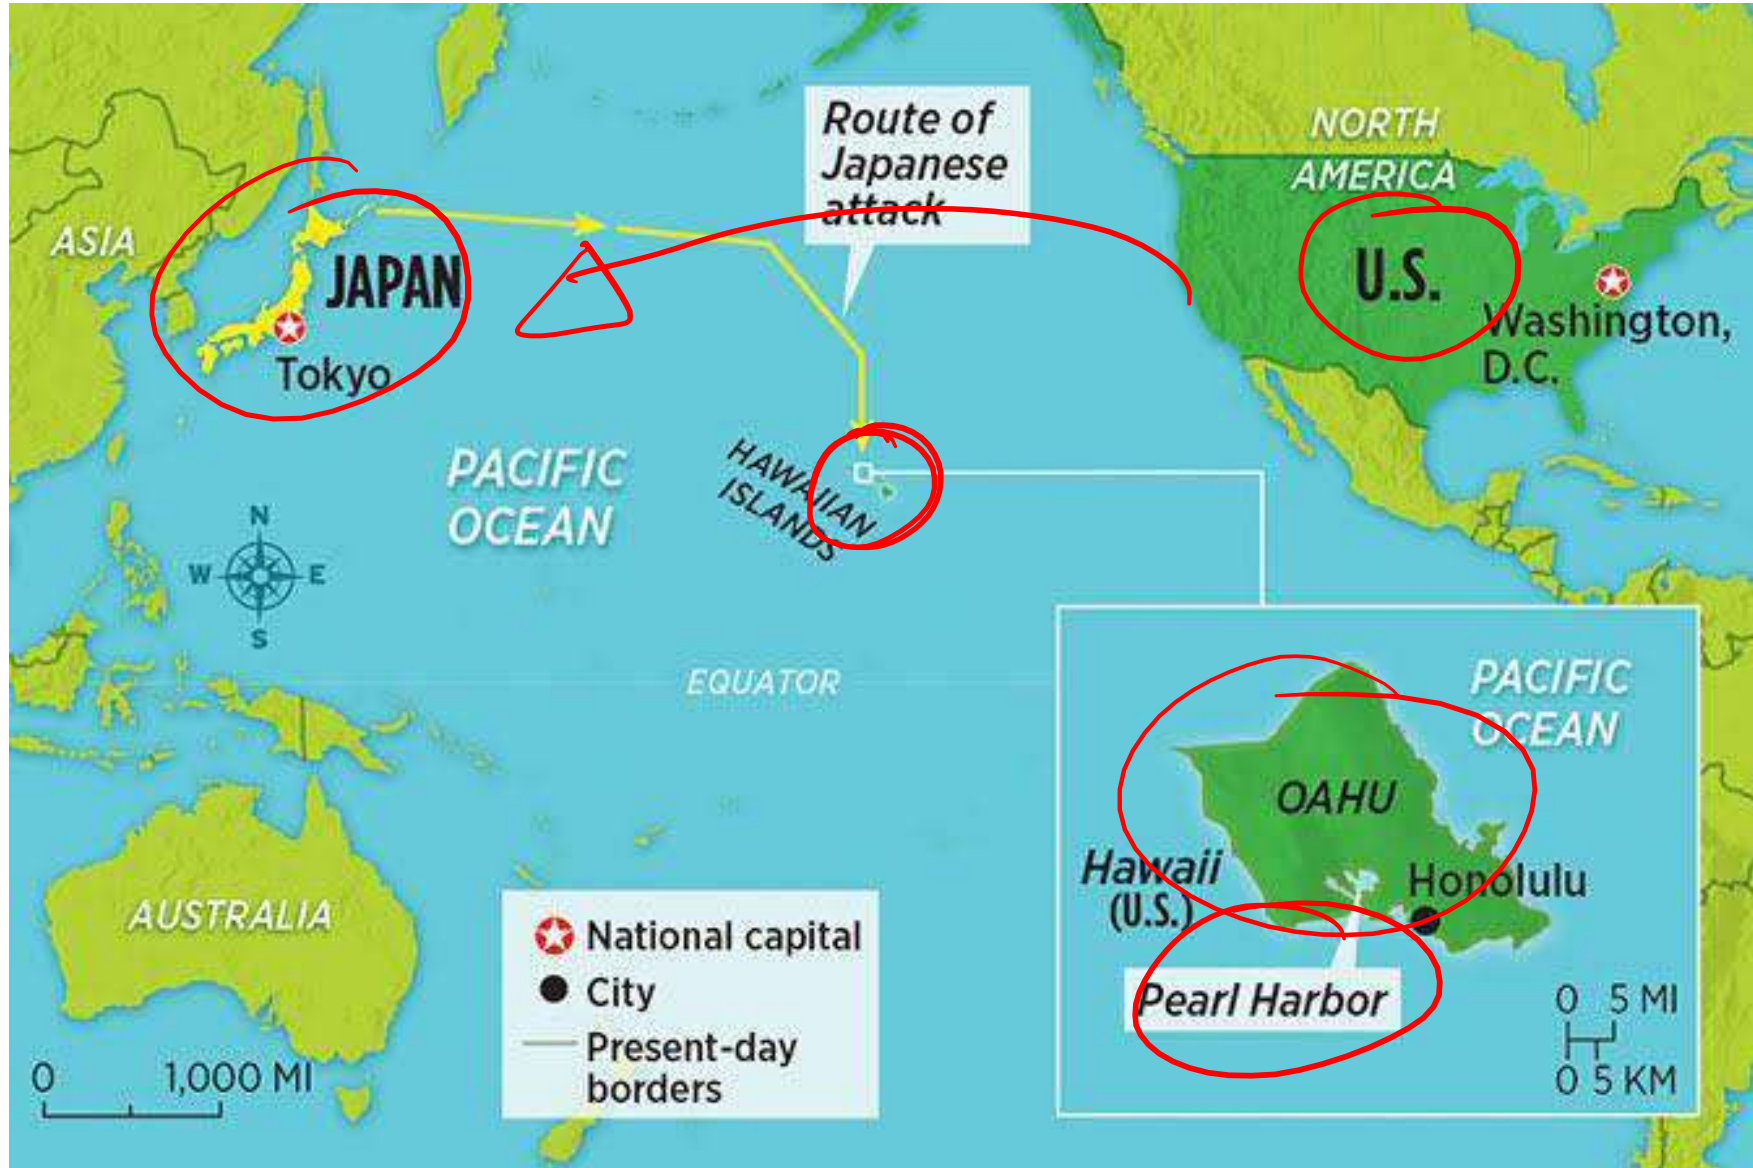 Route of
Japanese
attack
NORTH
AMERICA
ASIA
JAPAN
U.S.
Washington,
D.C.
Tokyo
PACIFIC
OCEAN
HAWAIIAN
ISLANDS
N
W E
S
EQUATOR
PACIFIC
OCEAN
OAHU
Hawaii
(U.S.)
Honolulu
Pearl Harbor
0 5 MI
0 5 KM
AUSTRALIA
National capital
City
Present-day
borders
0 1,000 MI